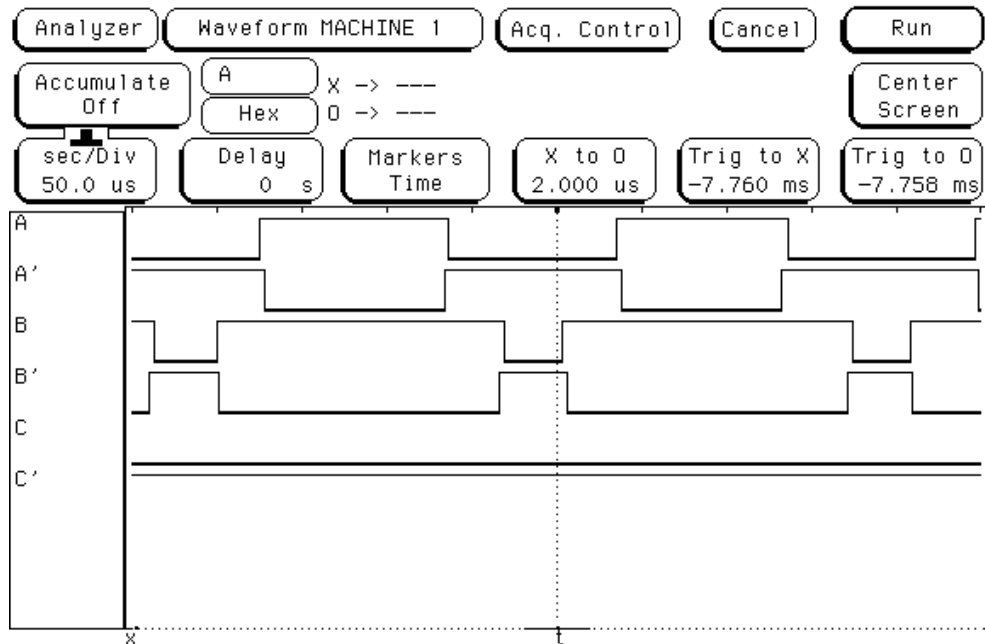 Analyzer Waveform MACHINE 1 Acq. Control Cancel Run
Accumulate Off
A X -> ---
Hex O -> ---
Center Screen
sec/Div 50.0 us
Delay 0 s
Markers Time
X to O 2.000 us
Trig to X -7.760 ms
Trig to O -7.758 ms
A
A'
B
B'
C
C'
x t